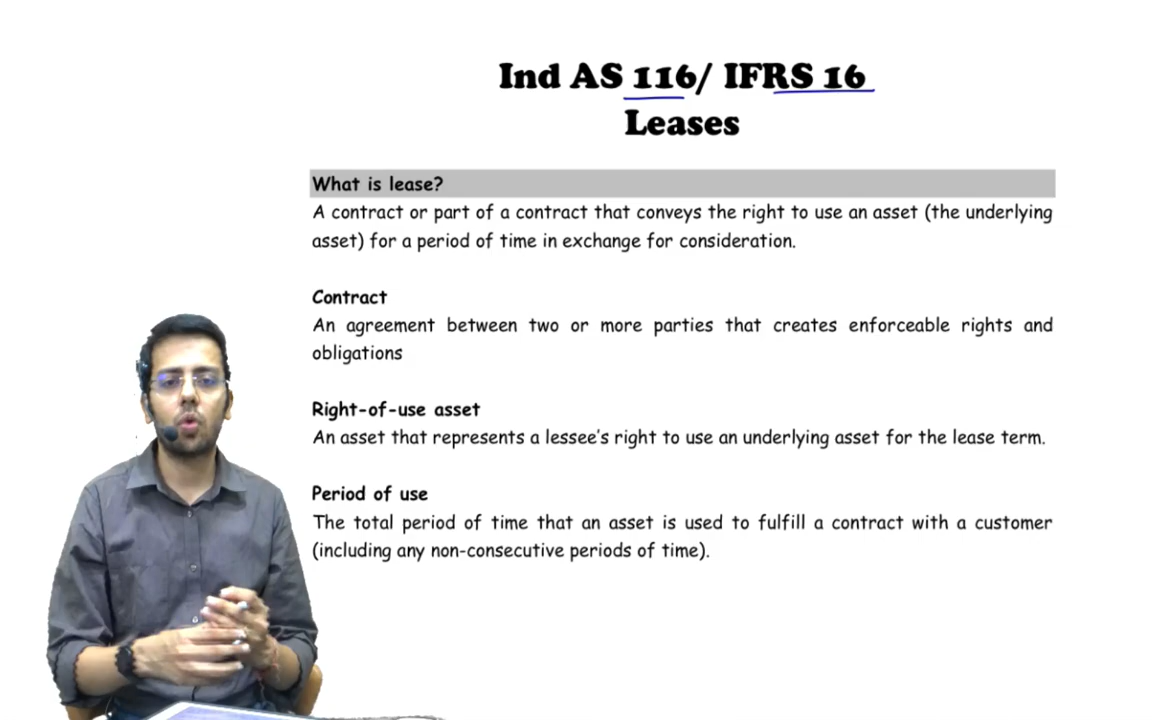 Ind AS 116/ IFRS 16
Leases
What is lease?
A contract or part of a contract that conveys the right to use an asset (the underlying
asset) for a period of time in exchange for consideration.
Contract
An agreement between two or more parties that creates enforceable rights and
obligations
Right-of-use asset
An asset that represents a lessee's right to use an underlying asset for the lease term.
Period of use
The total period of time that an asset is used to fulfill a contract with a customer
(including any non-consecutive periods of time).